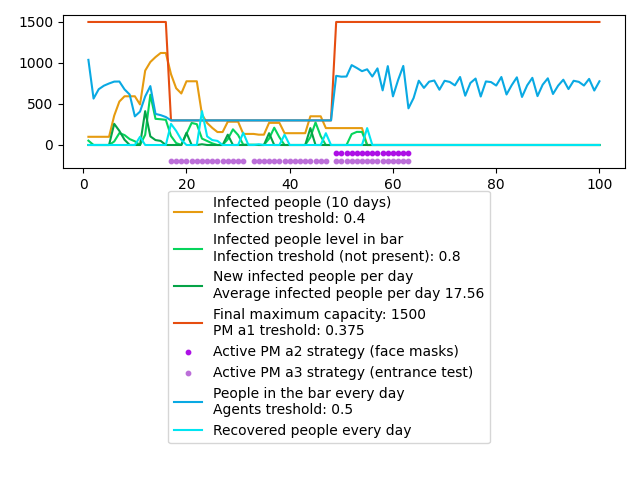 1500
1000
500
0
0
20
40
60
80
100
Infected people (10 days)
Infection treshold: 0.4
Infected people level in bar
Infection treshold (not present): 0.8
New infected people per day
Average infected people per day 17.56
Final maximum capacity: 1500
PM a1 treshold: 0.375
Active PM a2 strategy (face masks)
Active PM a3 strategy (entrance test)
People in the bar every day
Agents treshold: 0.5
Recovered people every day